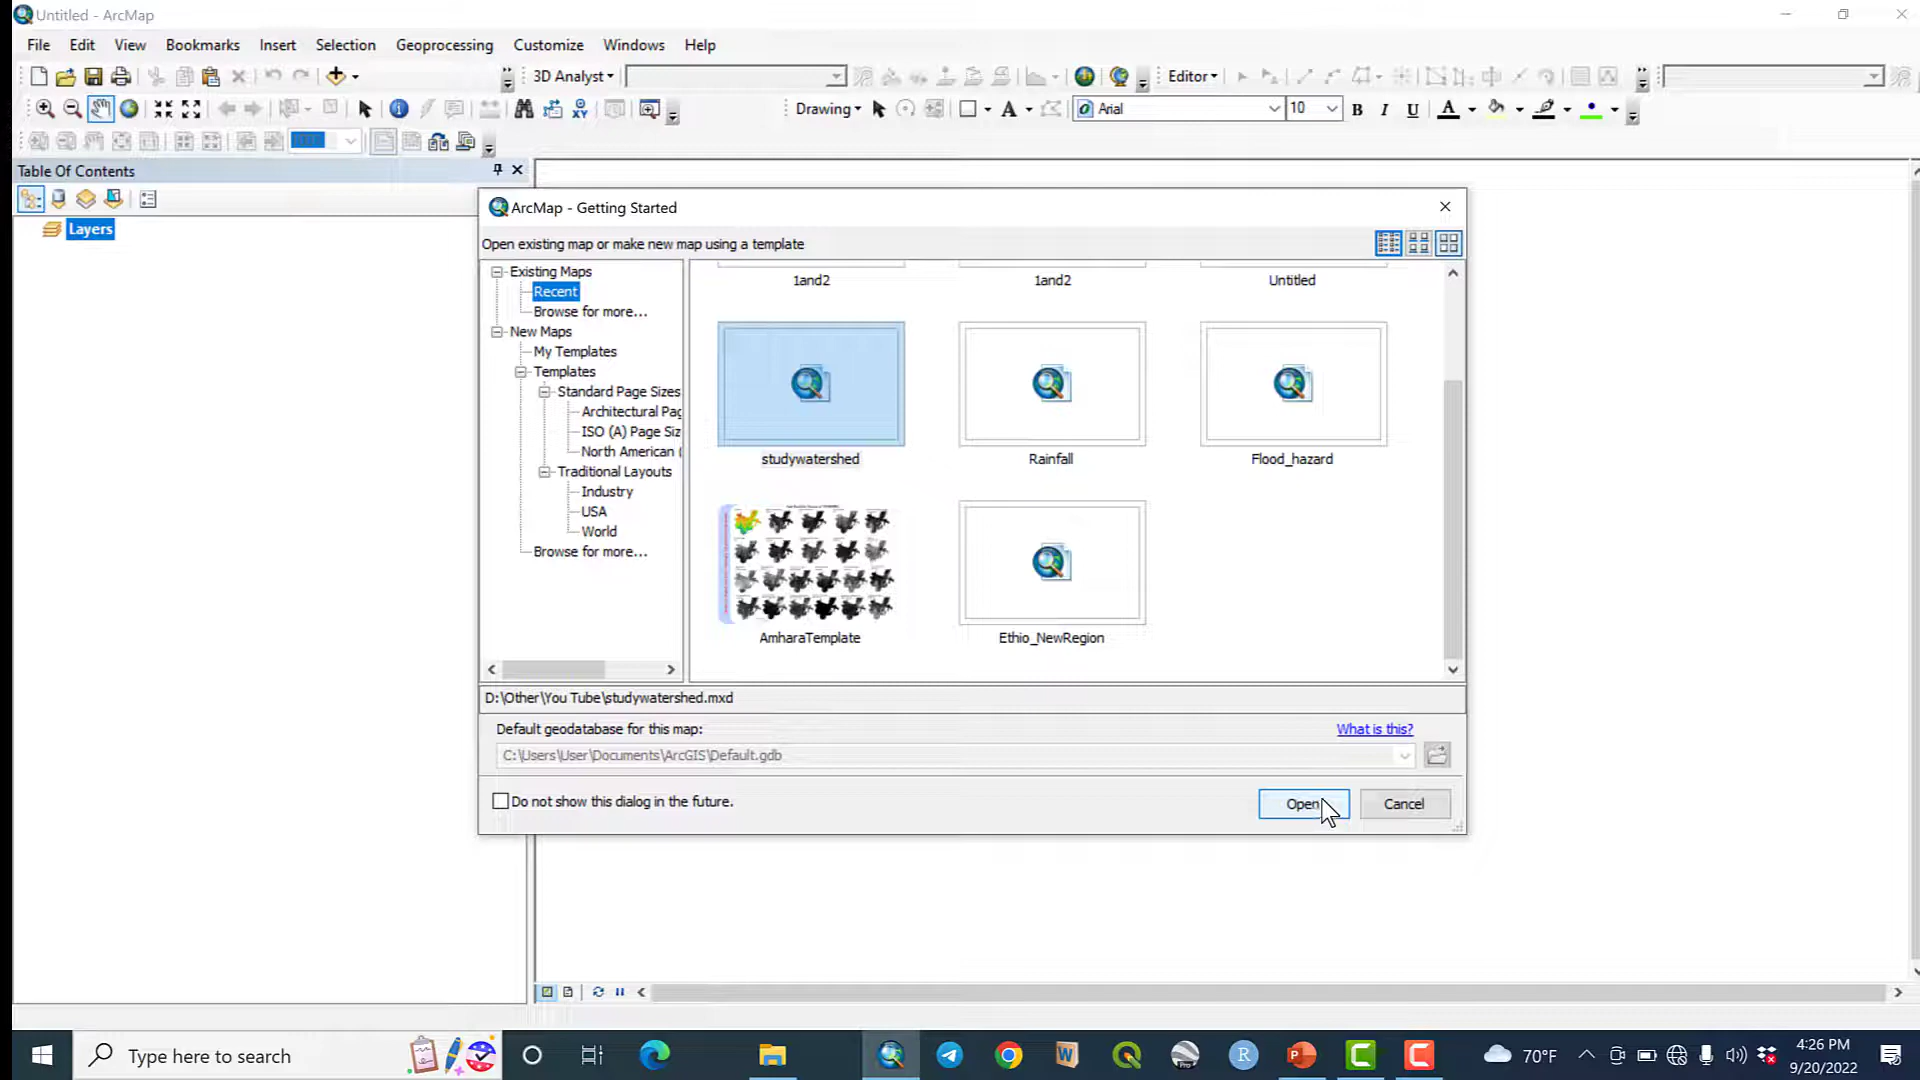 Untitled - ArcMap
File Edit View Bookmarks Insert Selection Geoprocessing Customize Windows Help
3D Analyst Editor
Drawing A Arial 10 B I U A
Table Of Contents
Layers
ArcMap - Getting Started
Open existing map or make new map using a template
Existing Maps
Recent
Browse for more...
New Maps
My Templates
Templates
Standard Page Sizes
Architectural Pag
ISO (A) Page Siz
North American (
Traditional Layouts
Industry
USA
World
Browse for more...
1and2 1and2 Untitled
studywatershed Rainfall Flood_hazard
AmharaTemplate Ethio_NewRegion
D:\Other\You Tube\studywatershed.mxd
Default geodatabase for this map: What is this?
C:\Users\User\Documents\ArcGIS\Default.gdb
Do not show this dialog in the future.
Open Cancel
Type here to search
70°F
4:26 PM
9/20/2022